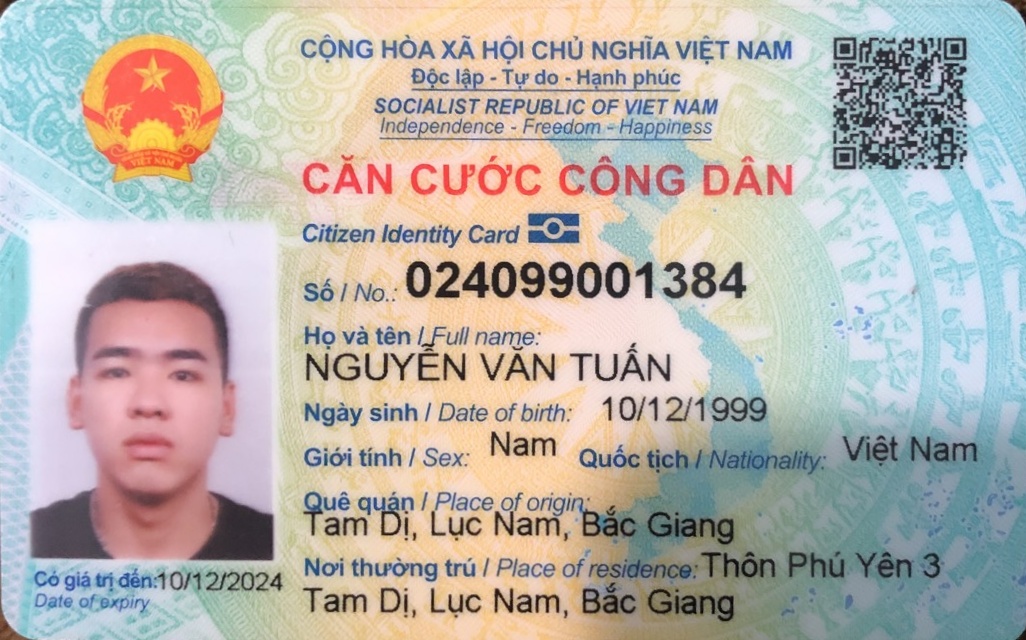 CỘNG HÒA XÃ HỘI CHỦ NGHĨA VIỆT NAM
Độc lập - Tự do - Hạnh phúc
SOCIALIST REPUBLIC OF VIET NAM
Independence - Freedom - Happiness
CĂN CƯỚC CÔNG DÂN
Citizen Identity Card
Số / No.: 024099001384
Họ và tên / Full name:
NGUYỄN VĂN TUẤN
Ngày sinh / Date of birth: 10/12/1999
Giới tính / Sex: Nam Quốc tịch / Nationality: Việt Nam
Quê quán / Place of origin:
Tam Dị, Lục Nam, Bắc Giang
Nơi thường trú / Place of residence: Thôn Phú Yên 3
Tam Dị, Lục Nam, Bắc Giang
Có giá trị đến: 10/12/2024
Date of expiry
VIỆT NAM